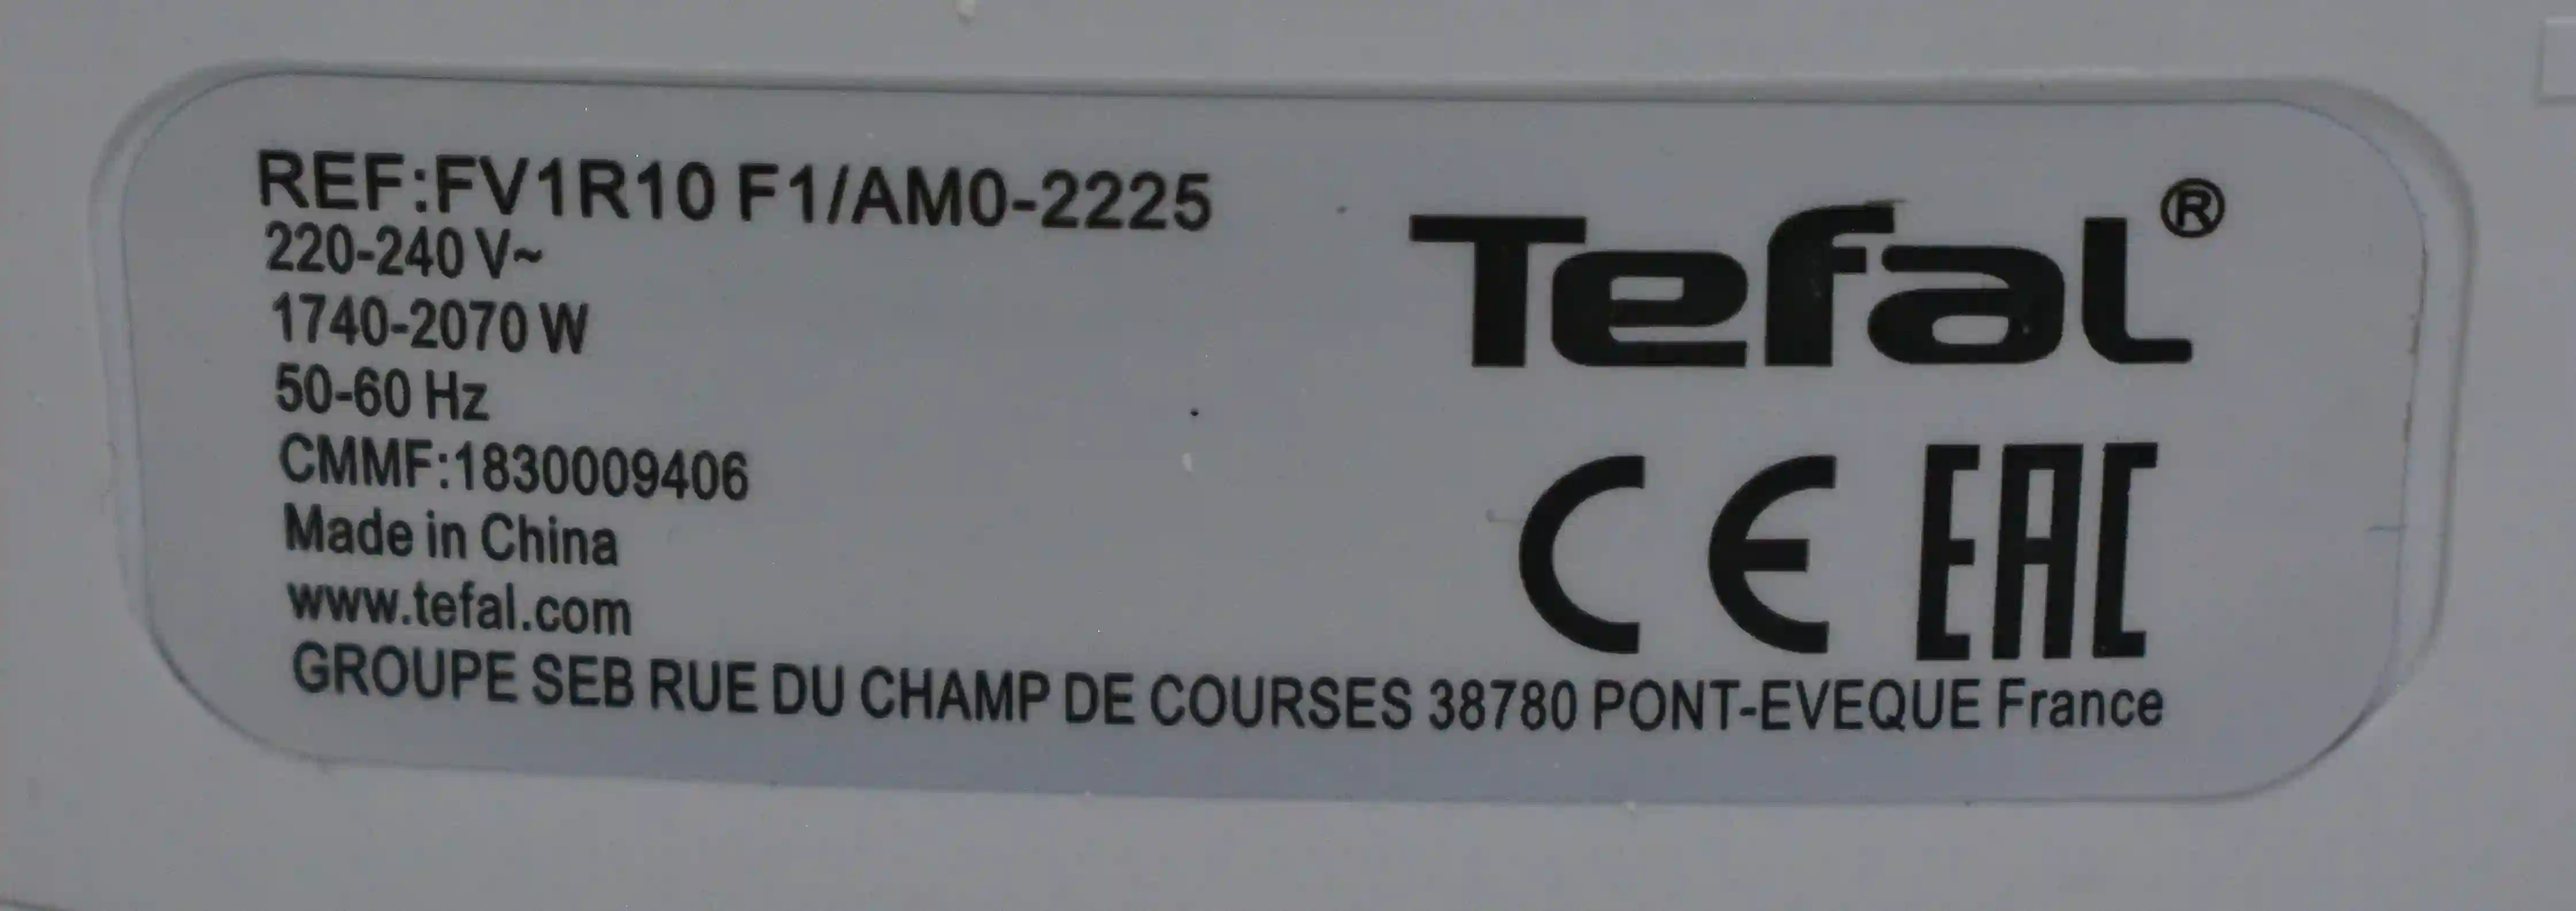 REF:FV1R10 F1/AM0-2225
220-240 V~
1740-2070 W
50-60 Hz
CMMF:1830009406
Made in China
www.tefal.com
GROUPE SEB RUE DU CHAMP DE COURSES 38780 PONT-EVEQUE France
Tefal®
CE EAC